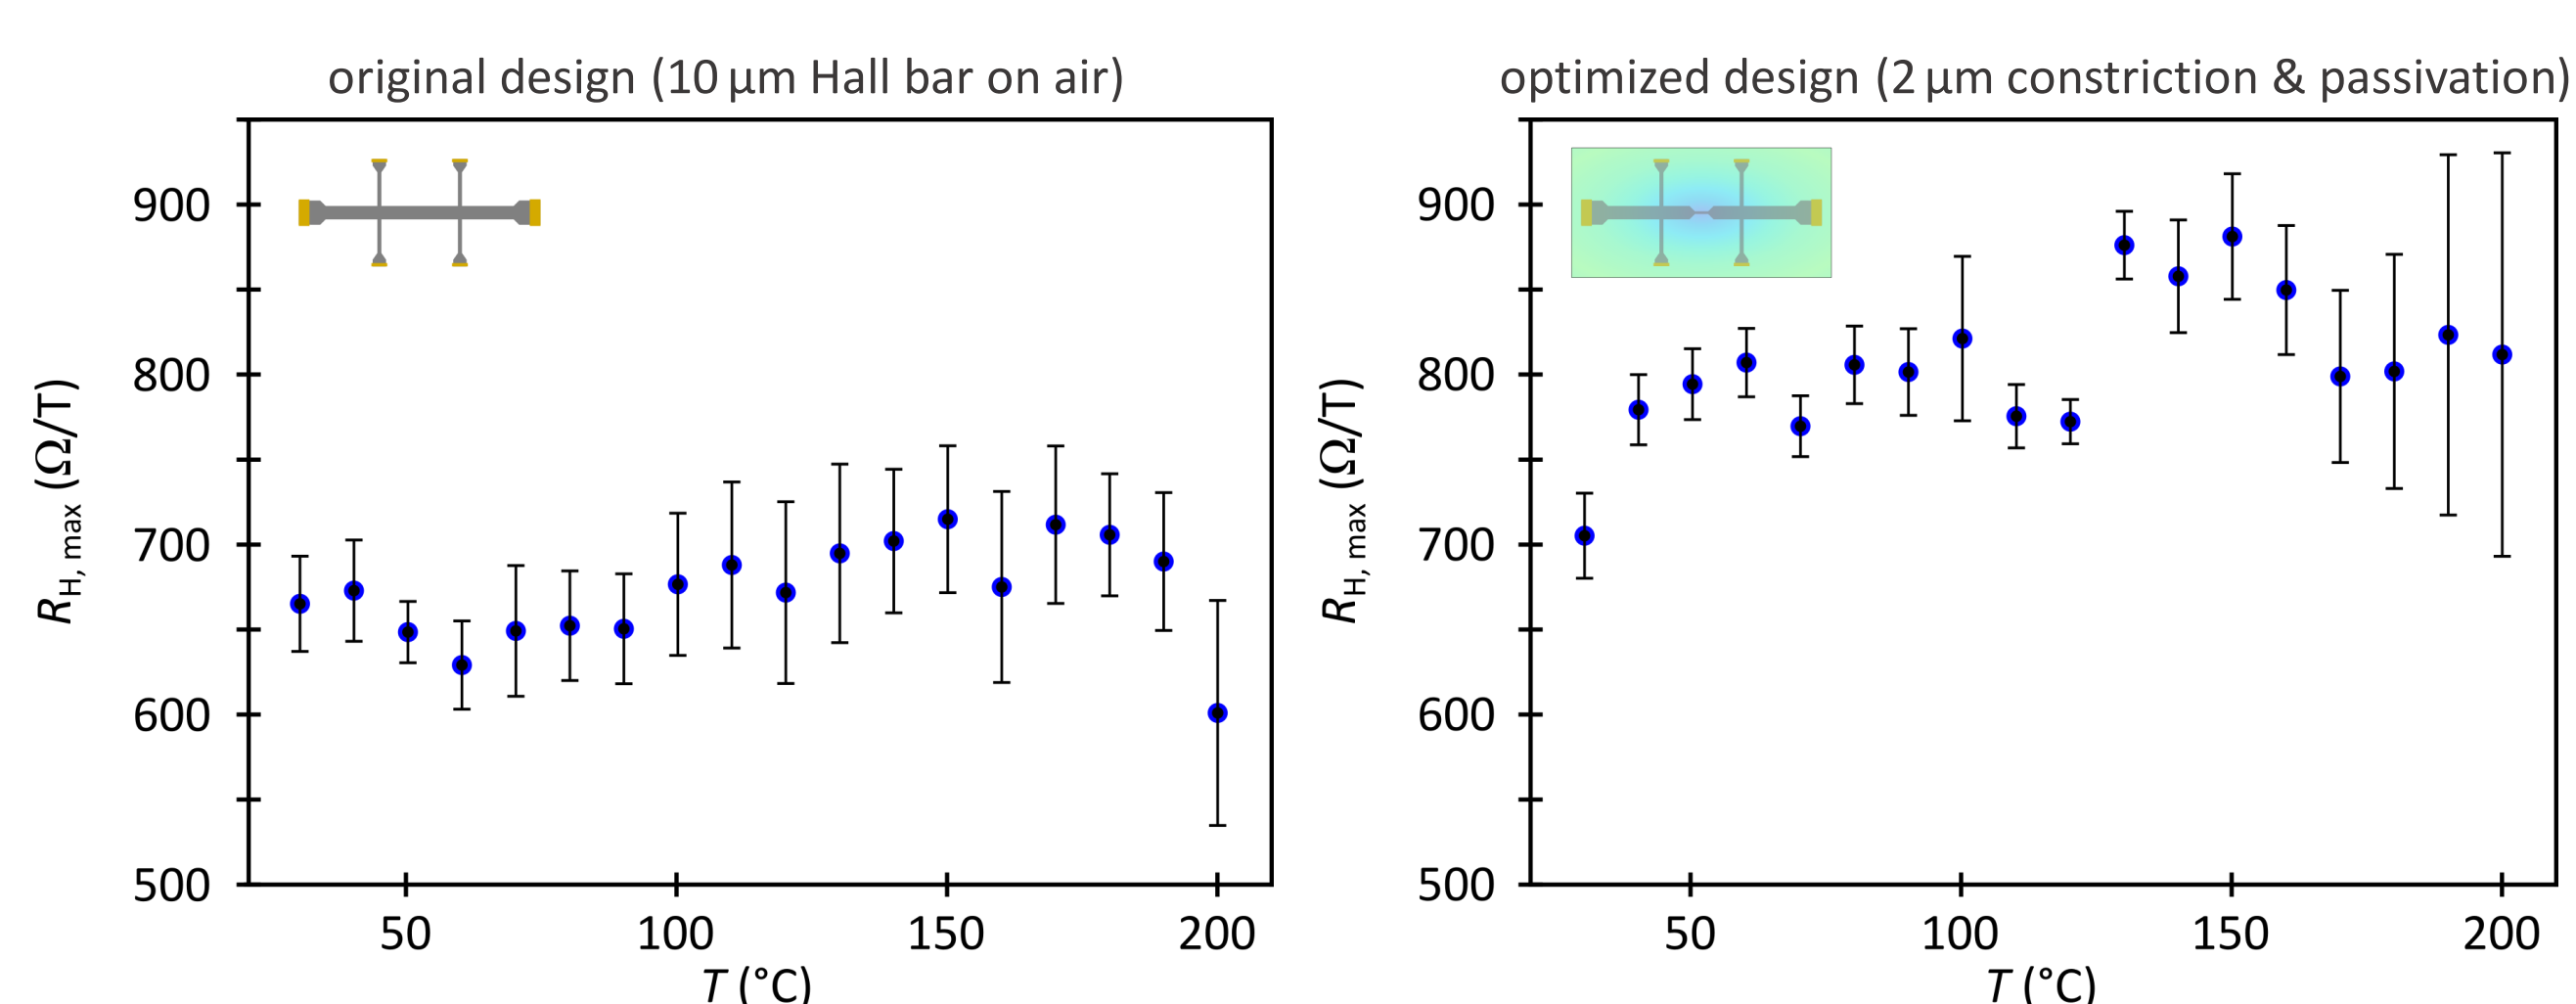 original design (10 µm Hall bar on air)
900
800
700
600
500
R_H, max (Ω/T)
50 100 150 200
T (°C)
optimized design (2 µm constriction & passivation)
900
800
700
600
500
R_H, max (Ω/T)
50 100 150 200
T (°C)